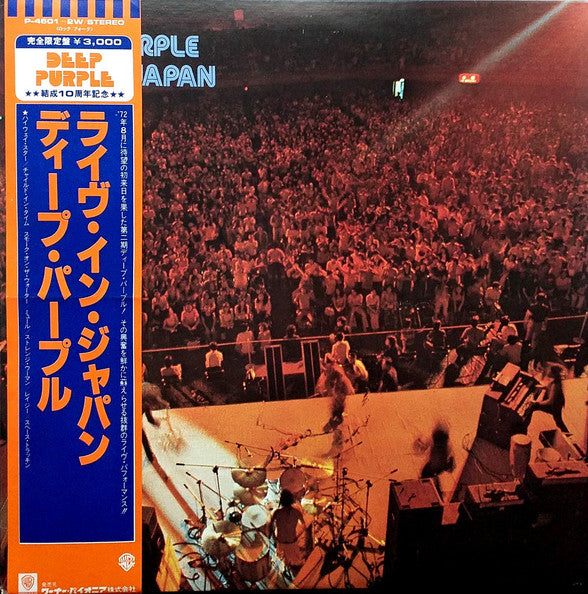 P-4601~2W STEREO
(ロック、フォーク)
完全限定盤 ¥3,000
DEEP
PURPLE
★★結成10周年記念★★
ライヴ・イン・ジャパン
ディープ・パープル
'72年8月に待望の初来日を果した第二期ディープ・パープル! その興奮を鮮かに甦えらせる抜群のライヴ・パフォーマンス!!
★ハイウェイ・スター/チャイルド・イン・タイム スモーク・オン・ザ・ウォーター/ミュール ストレンジ・ウーマン レイジー スペース・トラッキン
発売元
ワーナー・パイオニア株式会社
RPLE
JAPAN